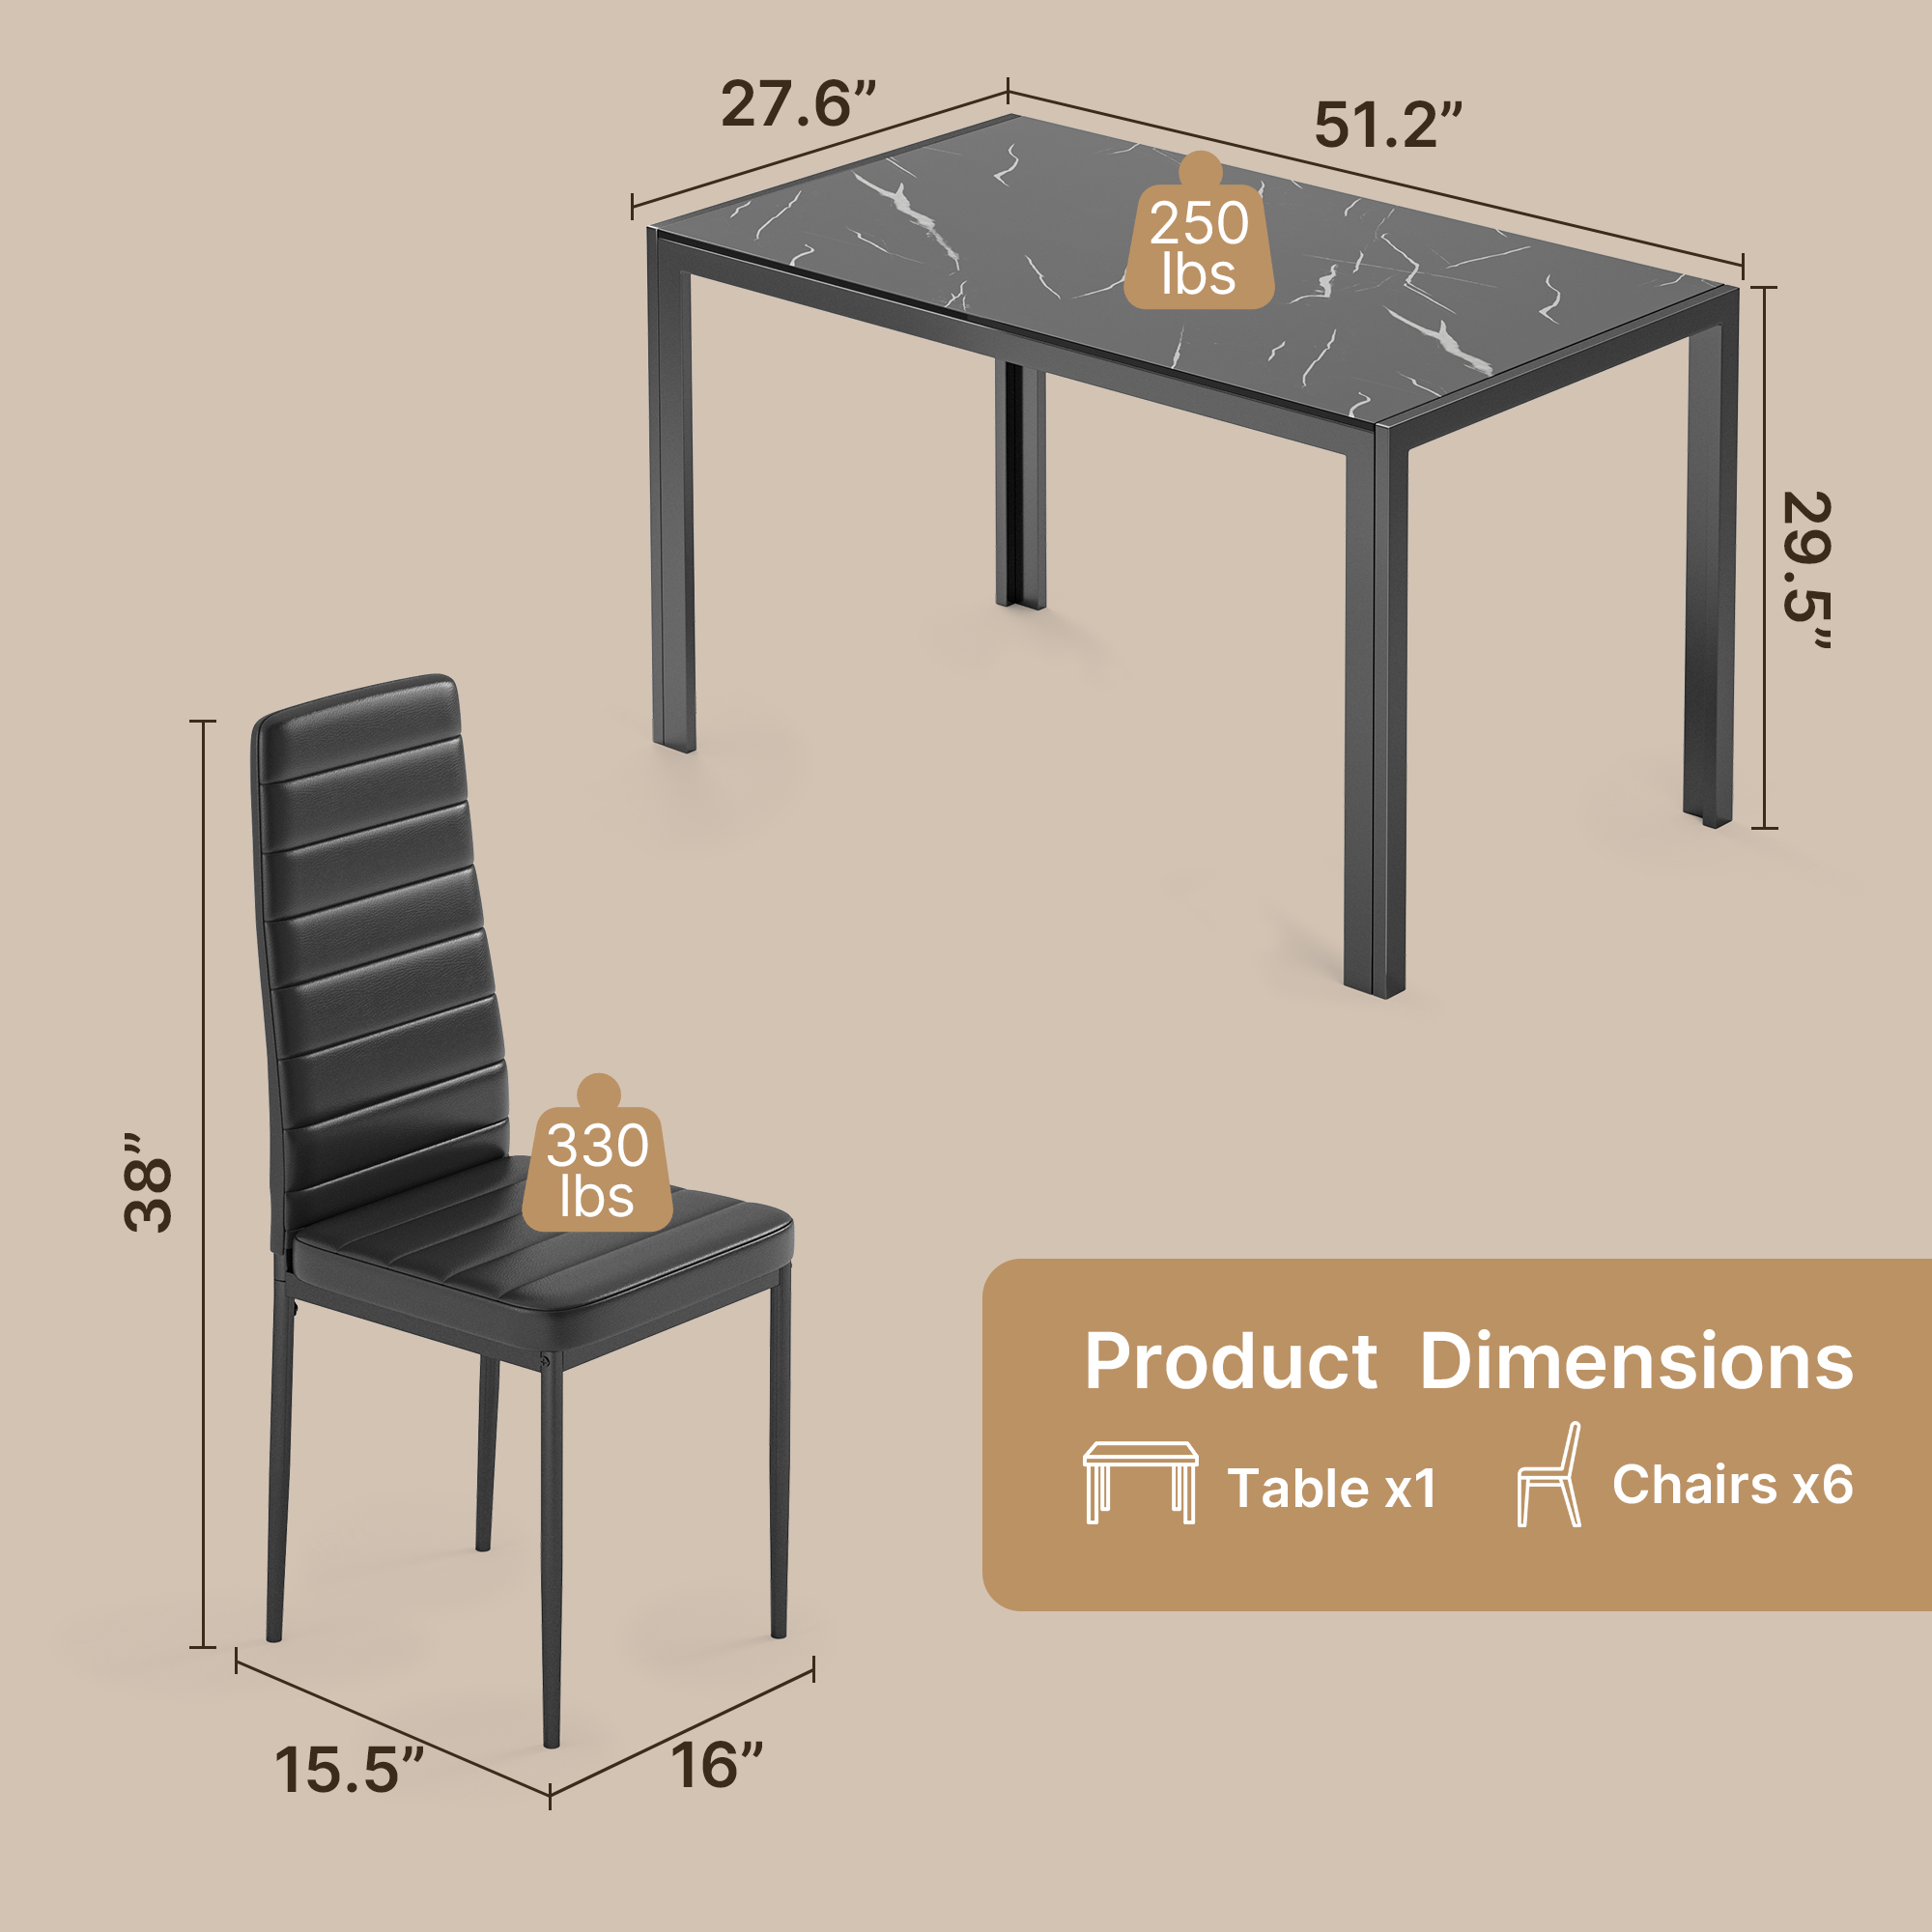 27.6”
51.2”
250
lbs
29.5”
38”
330
lbs
15.5”
16”
Product Dimensions
Table x1
Chairs x6